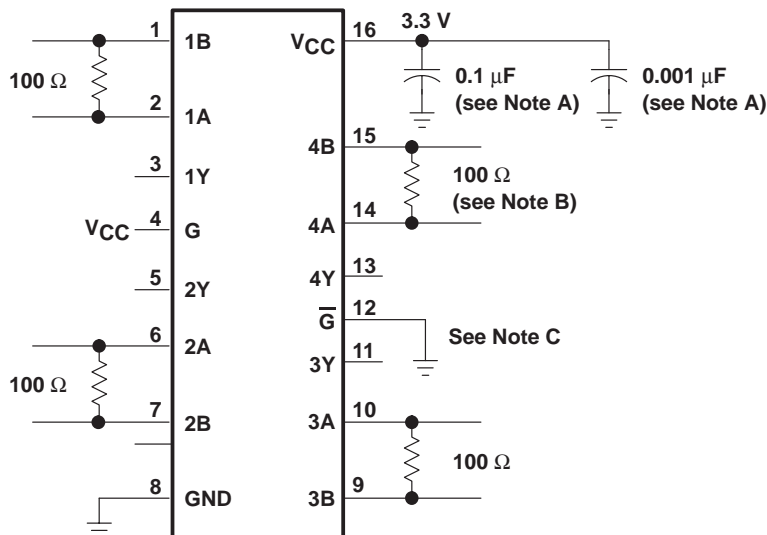 1 1B
100 Ω
2 1A
3 1Y
VCC 4 G
5 2Y
6 2A
100 Ω
7 2B
8 GND
VCC 16 3.3 V
0.1 µF
(see Note A)
0.001 µF
(see Note A)
4B 15
100 Ω
(see Note B)
4A 14
4Y 13
G̅ 12
See Note C
3Y 11
3A 10
100 Ω
3B 9